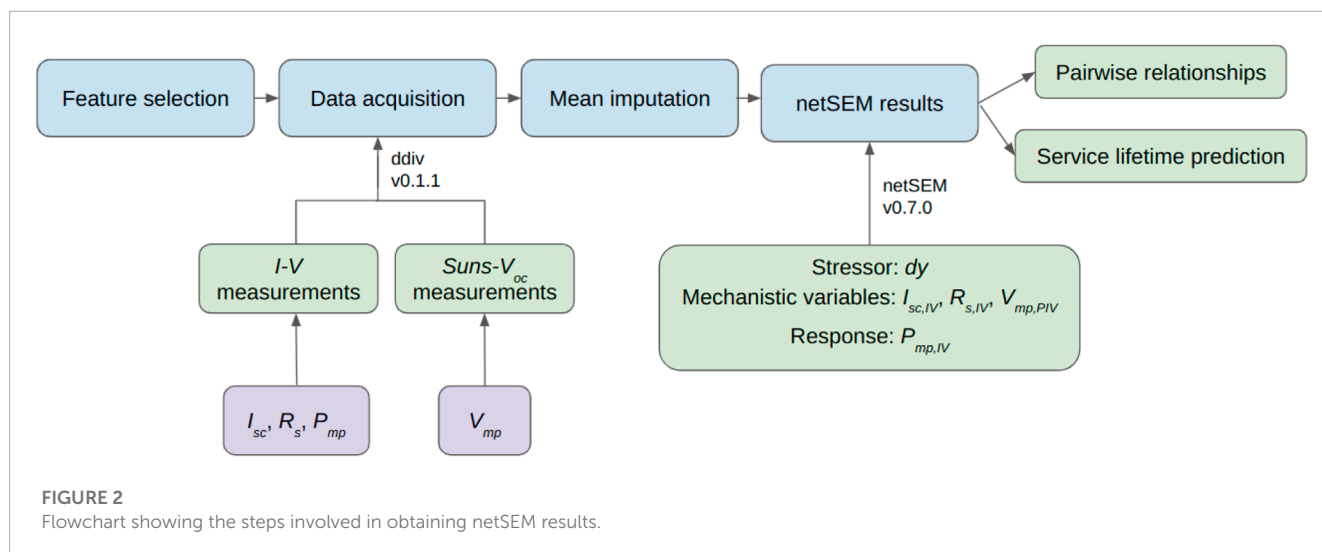 Feature selection
Data acquisition
Mean imputation
netSEM results
Pairwise relationships
Service lifetime prediction
ddiv
v0.1.1
netSEM
v0.7.0
I-V
measurements
Suns-Voc
measurements
Stressor: dy
Mechanistic variables: Isc,IV, Rs,IV, Vmp,PIV
Response: Pmp,IV
Isc, Rs, Pmp
Vmp
FIGURE 2
Flowchart showing the steps involved in obtaining netSEM results.